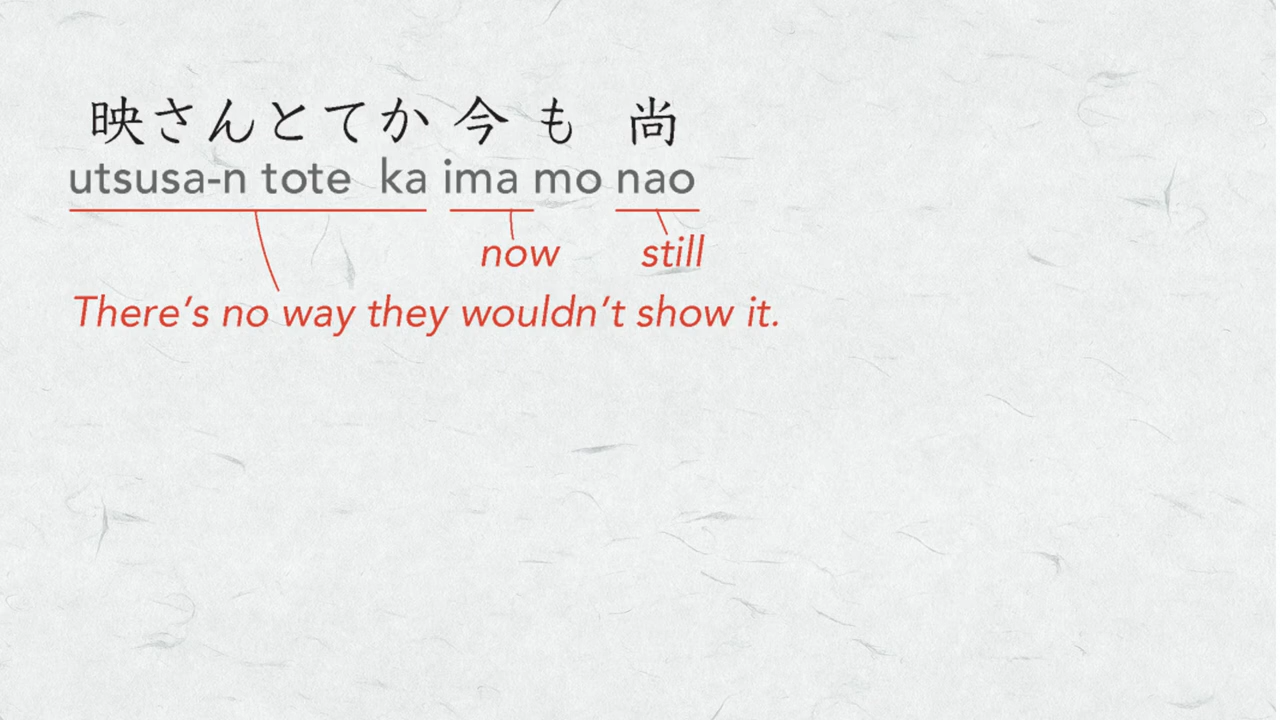 映さんとてか今も 尚
utsusa-n tote ka ima mo nao
now still
There's no way they wouldn't show it.